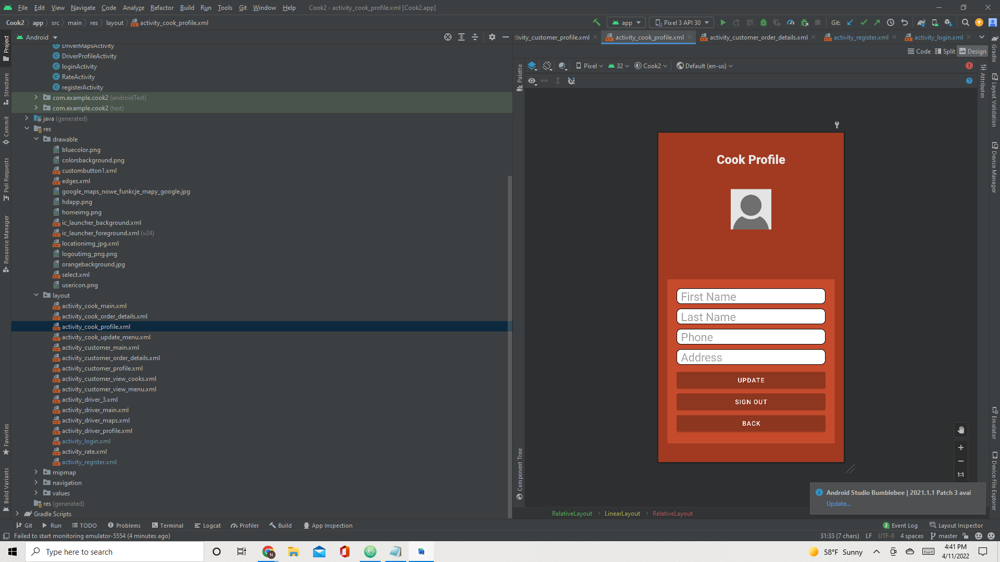 File Edit View Navigate Code Analyze Refactor Build Run Tools Git Window Help Cook2 - activity_cook_profile.xml [Cook2.app]
Cook2 app src main res layout activity_cook_profile.xml
app Pixel 3 API 30 Git:
Android
tivity_customer_profile.xml activity_cook_profile.xml activity_customer_order_details.xml activity_register.xml activity_login.xml
Code Split Design
Pixel 32 Cook2 Default (en-us)
Project
Structure
Commit
Pull Requests
Resource Manager
Favorites
Build Variants
DriverMapsActivity
DriverProfileActivity
loginActivity
RateActivity
registerActivity
com.example.cook2 (androidTest)
com.example.cook2 (test)
java (generated)
res
drawable
bluecolor.png
colorsbackground.png
custombutton1.xml
edges.xml
google_maps_nowe_funkcje_mapy_google.jpg
hdapp.png
homeimg.png
ic_launcher_background.xml
ic_launcher_foreground.xml (v24)
locationimg_jpg.xml
logoutimg_png.png
orangebackground.jpg
select.xml
usericon.png
layout
activity_cook_main.xml
activity_cook_order_details.xml
activity_cook_profile.xml
activity_cook_update_menu.xml
activity_customer_main.xml
activity_customer_order_details.xml
activity_customer_profile.xml
activity_customer_view_cooks.xml
activity_customer_view_menu.xml
activity_driver_3.xml
activity_driver_main.xml
activity_driver_maps.xml
activity_driver_profile.xml
activity_login.xml
activity_rate.xml
activity_register.xml
mipmap
navigation
values
res (generated)
Gradle Scripts
Palette
Component Tree
Cook Profile
First Name
Last Name
Phone
Address
UPDATE
SIGN OUT
BACK
1:1
Attributes
Gradle
Layout Validation
Device Manager
Emulator
Device File Explorer
Android Studio Bumblebee | 2021.1.1 Patch 3 avai
Update...
RelativeLayout LinearLayout RelativeLayout
Git Run TODO Problems Terminal Logcat Profiler Build App Inspection 2 Event Log Layout Inspector
Failed to start monitoring emulator-5554 (4 minutes ago) 31:33 (7 chars) LF UTF-8 4 spaces master
Type here to search
N
58°F Sunny
4:41 PM
4/11/2022